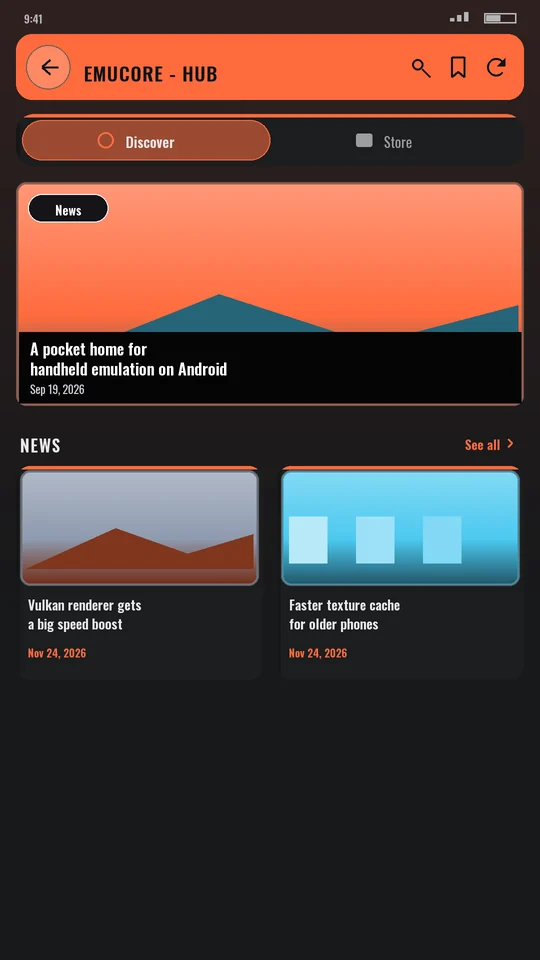 9:41
EMUCORE - HUB
Discover
Store
News
A pocket home for
handheld emulation on Android
Sep 19, 2026
NEWS
See all
Vulkan renderer gets
a big speed boost
Nov 24, 2026
Faster texture cache
for older phones
Nov 24, 2026